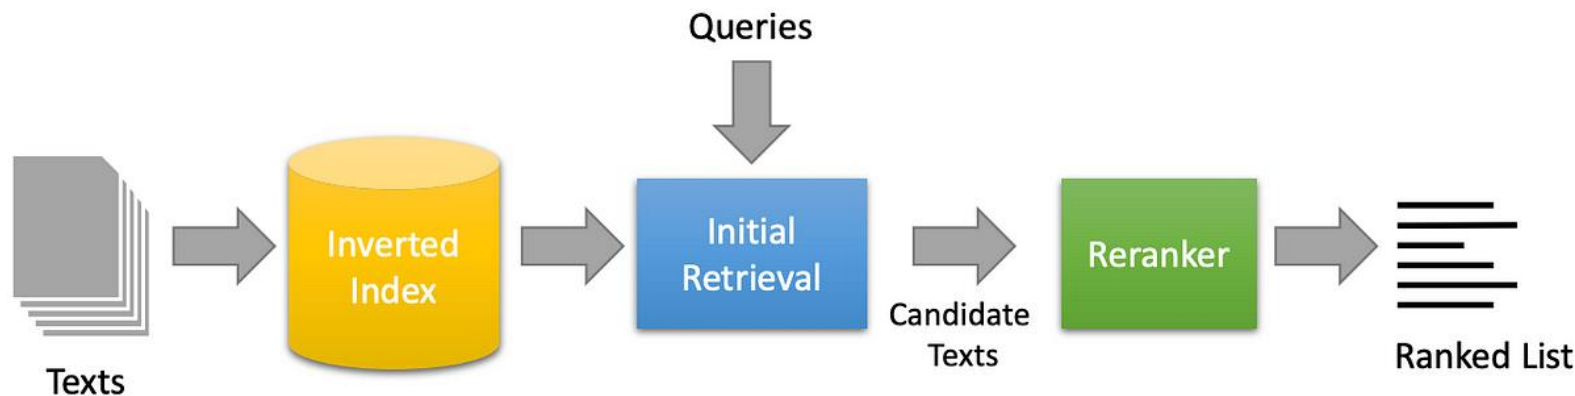 Queries
Texts
Inverted
Index
Initial
Retrieval
Candidate
Texts
Reranker
Ranked List